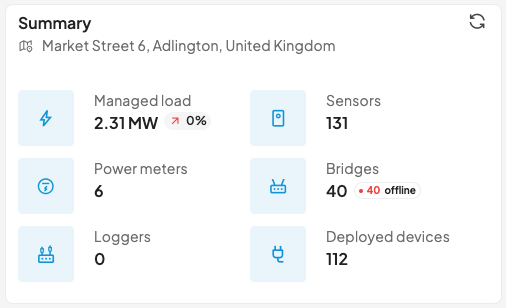 Summary
Market Street 6, Adlington, United Kingdom
Managed load
2.31 MW 0%
Sensors
131
Power meters
6
Bridges
40 40 offline
Loggers
0
Deployed devices
112